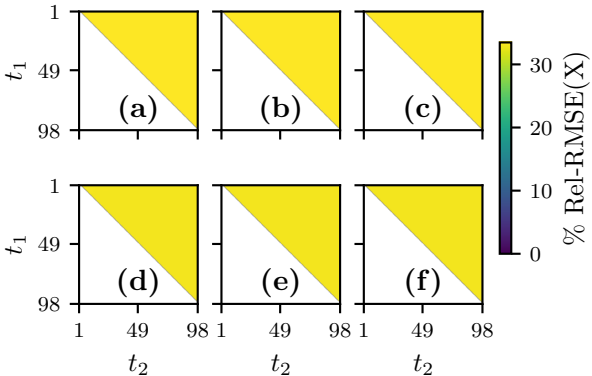 1
49
98
t₁
(a)
(b)
(c)
1
49
98
t₁
(d)
(e)
(f)
1 49 98
1 49 98
1 49 98
t₂
t₂
t₂
30
20
10
0
% Rel-RMSE(X)